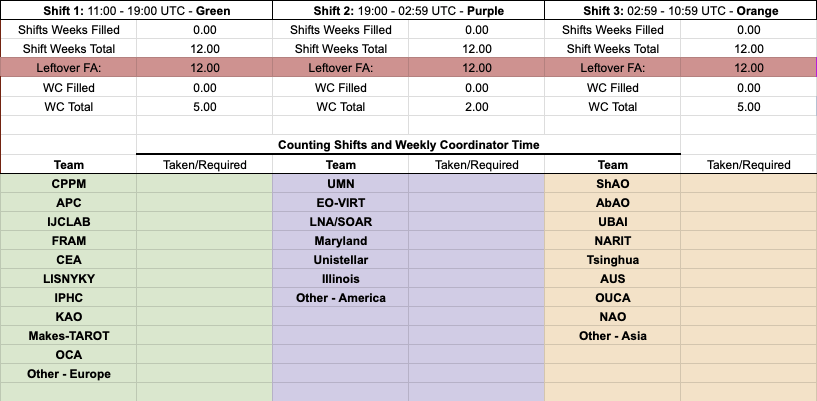 Shift 1: 11:00 - 19:00 UTC - Green Shift 2: 19:00 - 02:59 UTC - Purple Shift 3: 02:59 - 10:59 UTC - Orange
Shifts Weeks Filled 0.00 Shifts Weeks Filled 0.00 Shifts Weeks Filled 0.00
Shift Weeks Total 12.00 Shift Weeks Total 12.00 Shift Weeks Total 12.00
Leftover FA: 12.00 Leftover FA: 12.00 Leftover FA: 12.00
WC Filled 0.00 WC Filled 0.00 WC Filled 0.00
WC Total 5.00 WC Total 2.00 WC Total 5.00
Counting Shifts and Weekly Coordinator Time
Team Taken/Required Team Taken/Required Team Taken/Required
CPPM UMN ShAO
APC EO-VIRT AbAO
IJCLAB LNA/SOAR UBAI
FRAM Maryland NARIT
CEA Unistellar Tsinghua
LISNYKY Illinois AUS
IPHC Other - America OUCA
KAO NAO
Makes-TAROT Other - Asia
OCA
Other - Europe